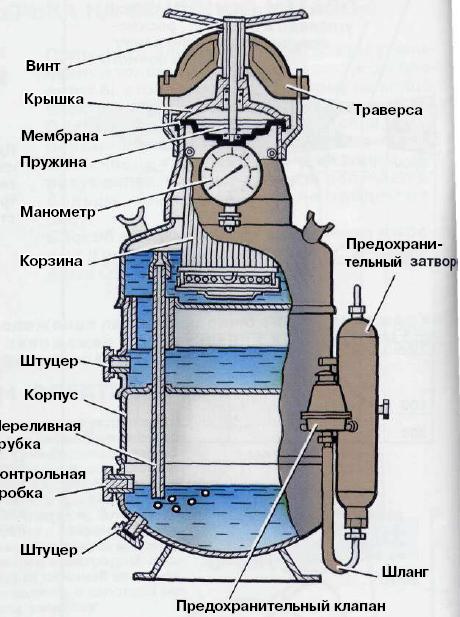 Винт
Крышка
Траверса
Мембрана
Пружина
Манометр
Корзина
Предохрани-
тельный затвор
Штуцер
Корпус
Переливная
рубка
онтрольная
робка
Штуцер
Шланг
Предохранительный клапан